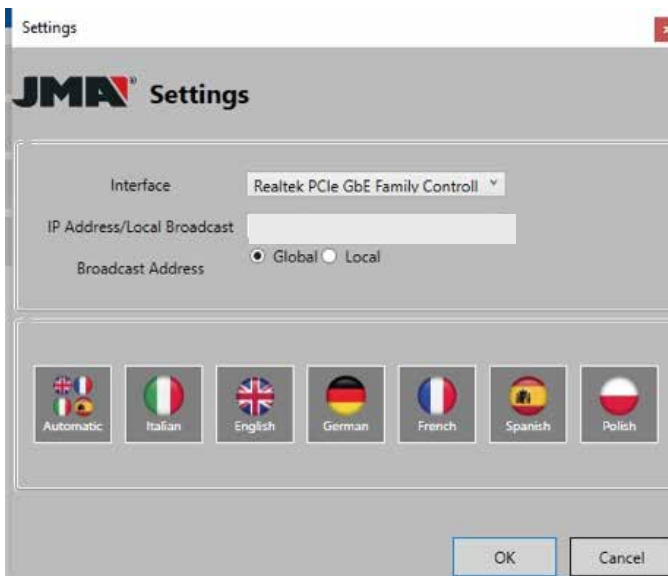 Settings
JMA® Settings
Interface Realtek PCIe GbE Family Controll
IP Address/Local Broadcast
Broadcast Address Global Local
Automatic Italian English German French Spanish Polish
OK Cancel